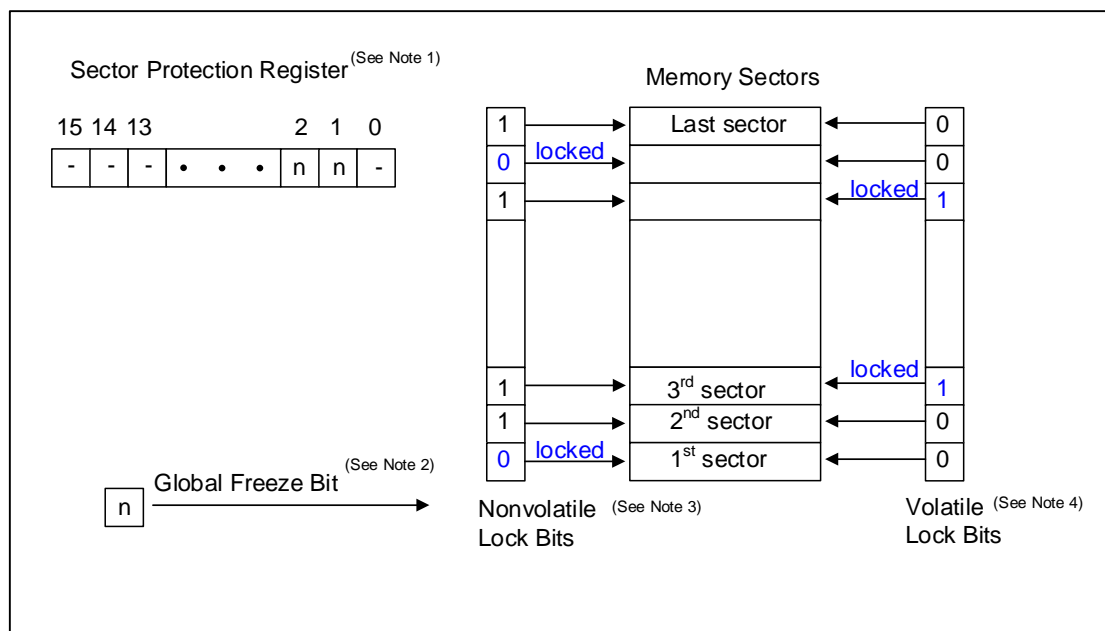 Sector Protection Register (See Note 1)
Memory Sectors
15 14 13 2 1 0
- - - • • • n n -
1 Last sector 0
0 locked 0
1 locked 1
1 3rd sector locked 1
1 2nd sector 0
0 locked 1st sector 0
n Global Freeze Bit (See Note 2)
Nonvolatile (See Note 3)
Lock Bits
Volatile (See Note 4)
Lock Bits